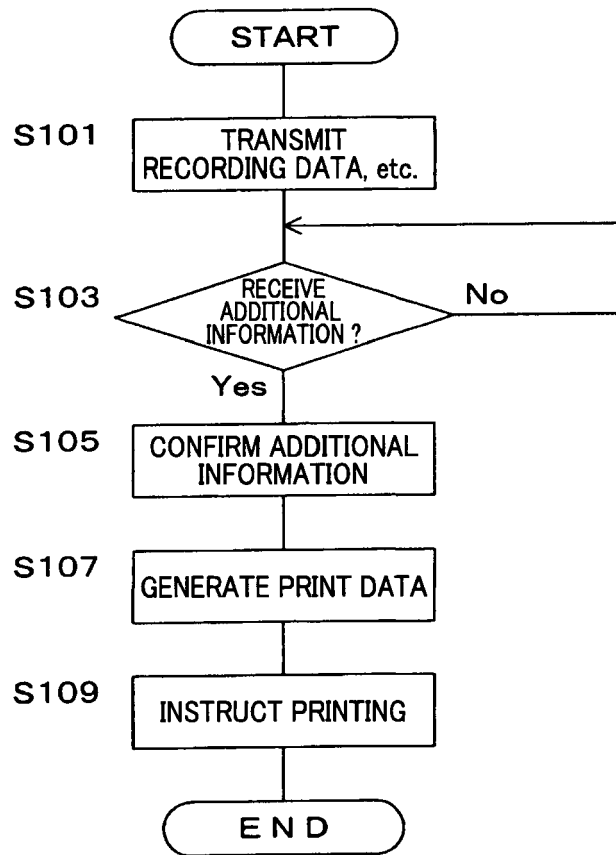 START
S101
TRANSMIT
RECORDING DATA, etc.
S103
RECEIVE
ADDITIONAL
INFORMATION ?
No
Yes
S105
CONFIRM ADDITIONAL
INFORMATION
S107
GENERATE PRINT DATA
S109
INSTRUCT PRINTING
END